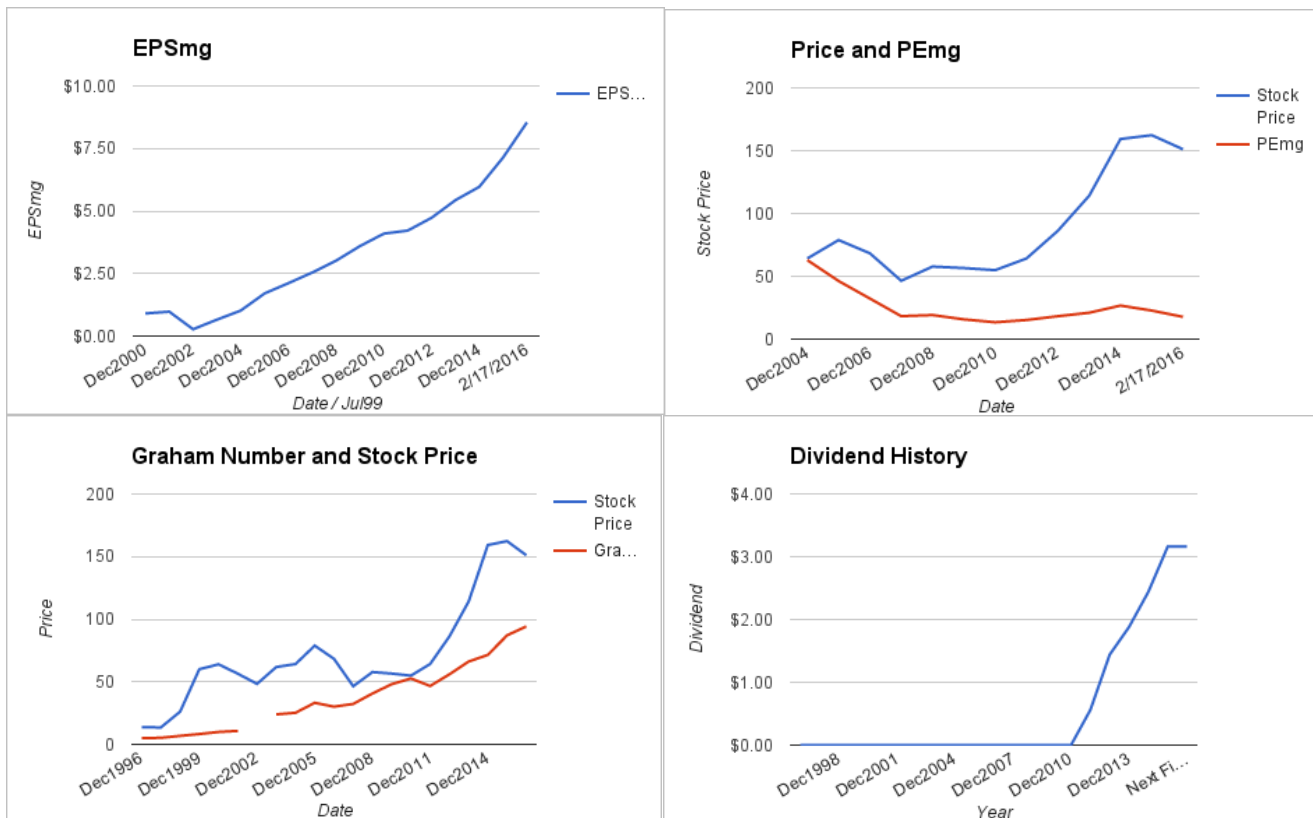 EPSmg
$10.00
$7.50
$5.00
$2.50
$0.00
EPSmg
EPS...
Dec2000
Dec2002
Dec2004
Dec2006
Dec2008
Dec2010
Dec2012
Dec2014
2/17/2016
Date / Jul99
Price and PEmg
200
150
100
50
0
Stock Price
Stock
Price
PEmg
Dec2004
Dec2006
Dec2008
Dec2010
Dec2012
Dec2014
2/17/2016
Date
Graham Number and Stock Price
200
150
100
50
0
Price
Stock
Price
Gra...
Dec1996
Dec1999
Dec2002
Dec2005
Dec2008
Dec2011
Dec2014
Date
Dividend History
$4.00
$3.00
$2.00
$1.00
$0.00
Dividend
Dec1998
Dec2001
Dec2004
Dec2007
Dec2010
Dec2013
Next Fi...
Year